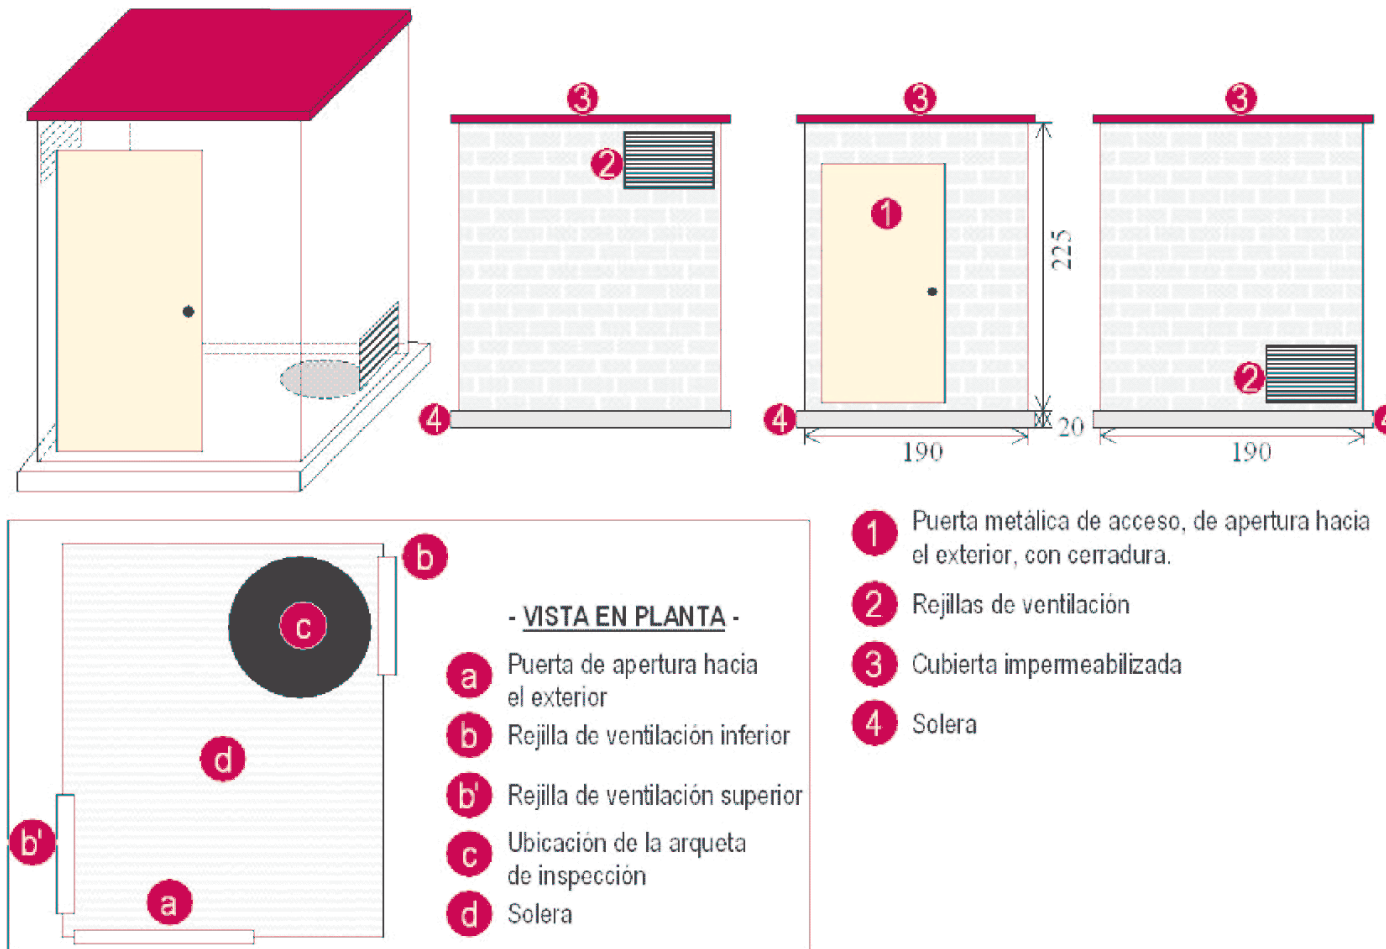 3
3
3
2
1
2
225
4
4
20
4
190
190
b
c
d
b'
a
- VISTA EN PLANTA -
a Puerta de apertura hacia
el exterior
b Rejilla de ventilación inferior
b' Rejilla de ventilación superior
c Ubicación de la arqueta
de inspección
d Solera
1 Puerta metálica de acceso, de apertura hacia
el exterior, con cerradura.
2 Rejillas de ventilación
3 Cubierta impermeabilizada
4 Solera